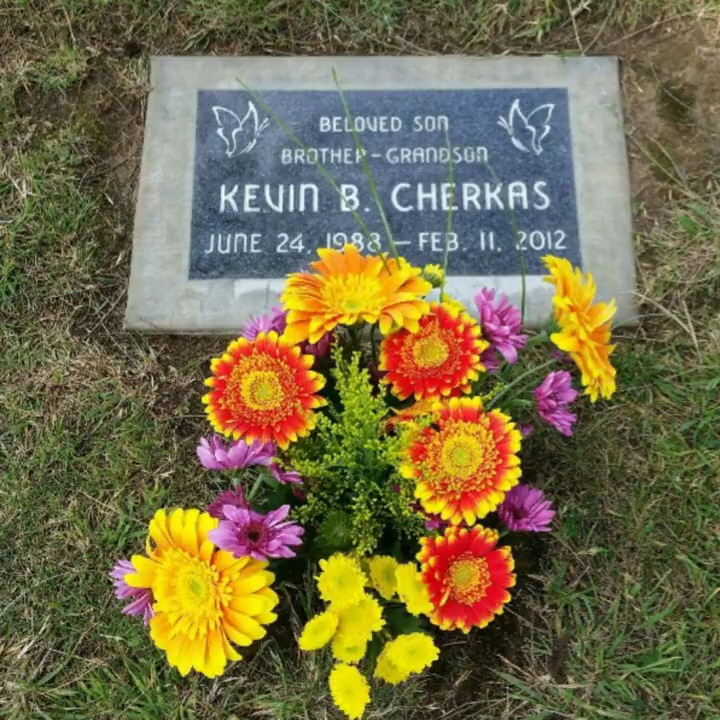 BELOVED SON
BROTHER - GRANDSON
KEVIN B. CHERKAS
JUNE 24, 1988 — FEB. 11, 2012